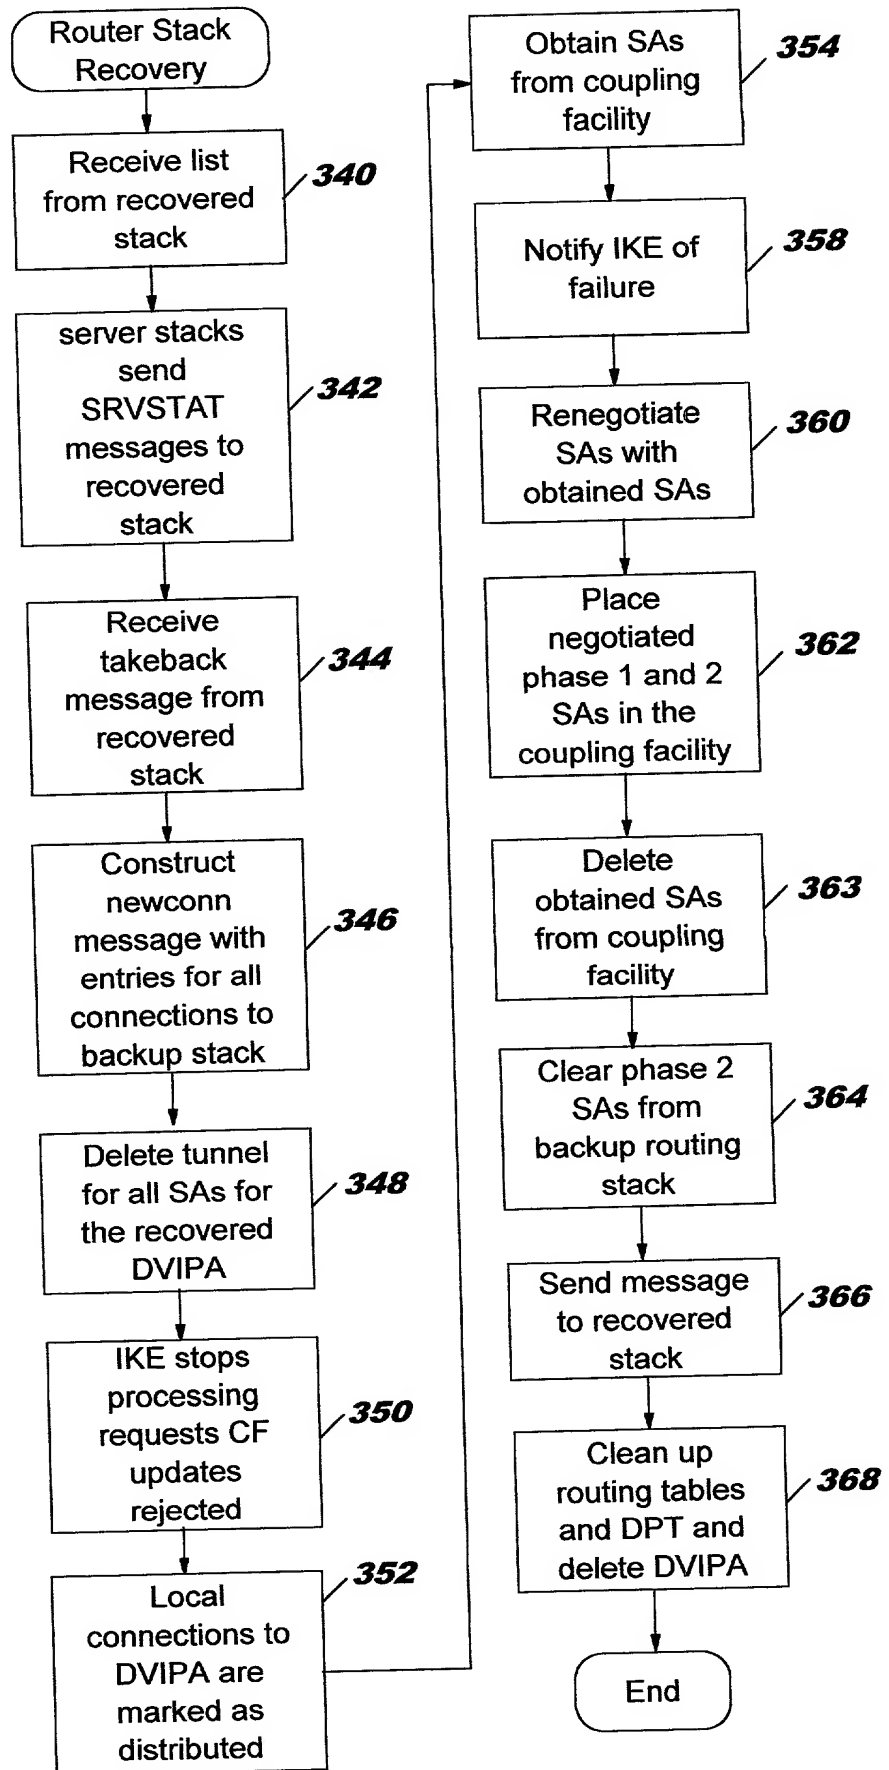 Router Stack
Recovery
Receive list
from recovered
stack
340
server stacks
send
SRVSTAT
messages to
recovered
stack
342
Receive
takeback
message from
recovered
stack
344
Construct
newconn
message with
entries for all
connections to
backup stack
346
Delete tunnel
for all SAs for
the recovered
DVIPA
348
IKE stops
processing
requests CF
updates
rejected
350
Local
connections to
DVIPA are
marked as
distributed
352
Obtain SAs
from coupling
facility
354
Notify IKE of
failure
358
Renegotiate
SAs with
obtained SAs
360
Place
negotiated
phase 1 and 2
SAs in the
coupling facility
362
Delete
obtained SAs
from coupling
facility
363
Clear phase 2
SAs from
backup routing
stack
364
Send message
to recovered
stack
366
Clean up
routing tables
and DPT and
delete DVIPA
368
End